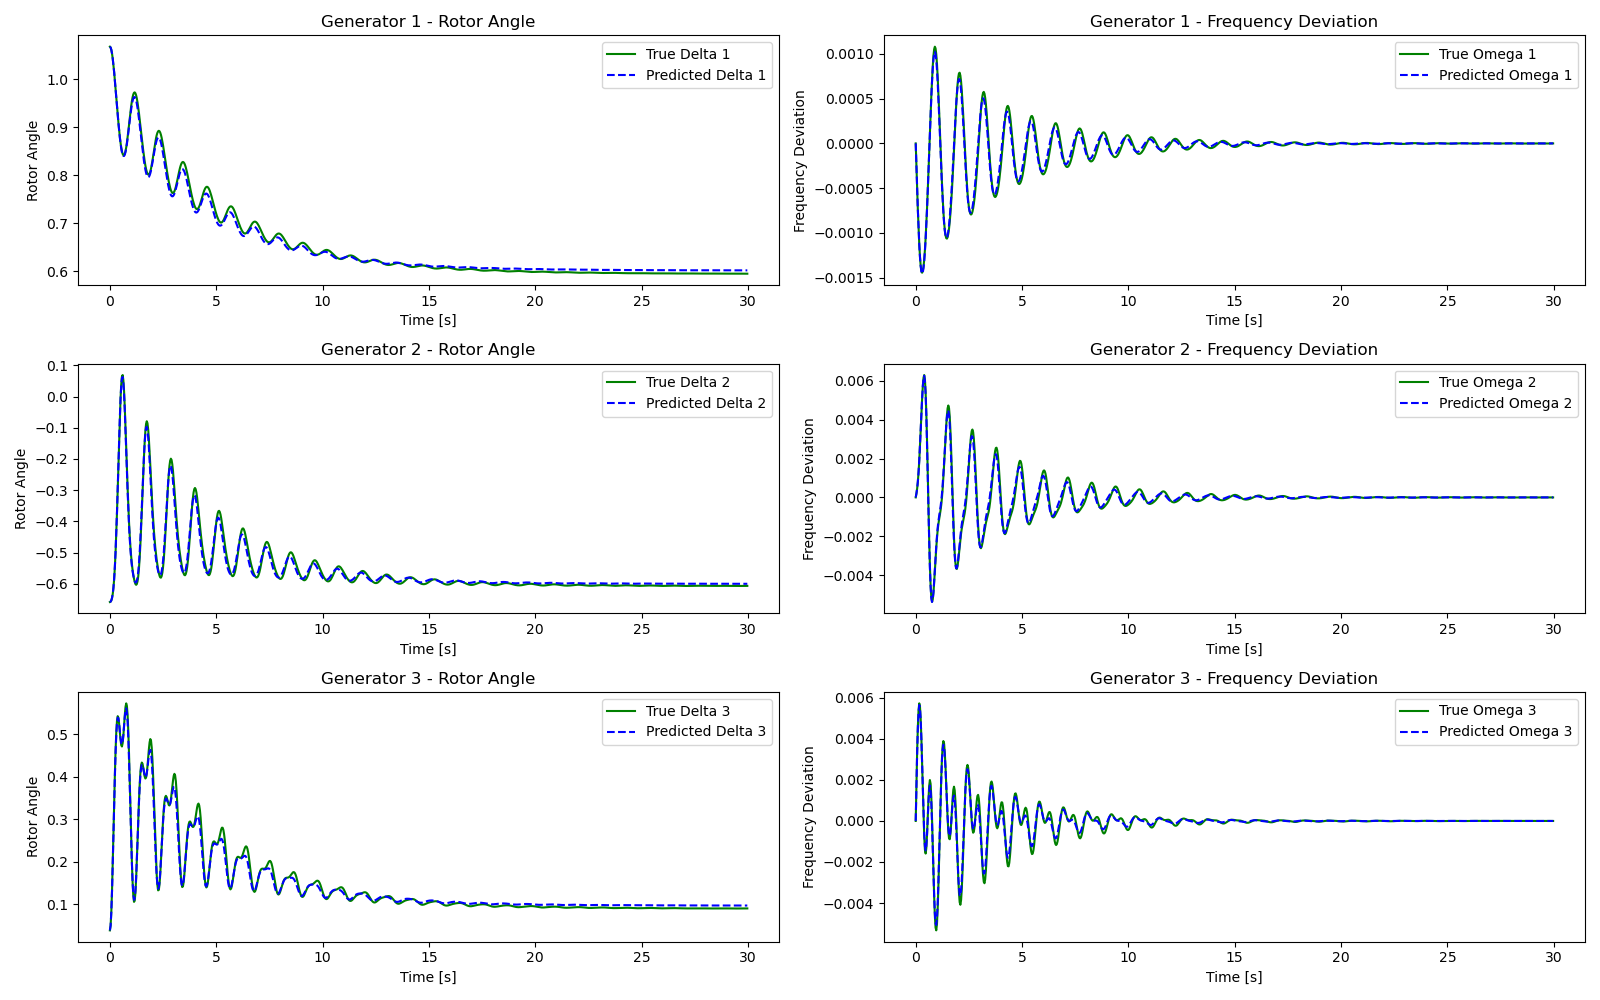 Generator 1 - Rotor Angle
True Delta 1
Predicted Delta 1
Rotor Angle
1.0
0.9
0.8
0.7
0.6
0 5 10 15 20 25 30
Time [s]
Generator 1 - Frequency Deviation
True Omega 1
Predicted Omega 1
Frequency Deviation
0.0010
0.0005
0.0000
−0.0005
−0.0010
−0.0015
0 5 10 15 20 25 30
Time [s]
Generator 2 - Rotor Angle
True Delta 2
Predicted Delta 2
Rotor Angle
0.1
0.0
−0.1
−0.2
−0.3
−0.4
−0.5
−0.6
0 5 10 15 20 25 30
Time [s]
Generator 2 - Frequency Deviation
True Omega 2
Predicted Omega 2
Frequency Deviation
0.006
0.004
0.002
0.000
−0.002
−0.004
0 5 10 15 20 25 30
Time [s]
Generator 3 - Rotor Angle
True Delta 3
Predicted Delta 3
Rotor Angle
0.5
0.4
0.3
0.2
0.1
0 5 10 15 20 25 30
Time [s]
Generator 3 - Frequency Deviation
True Omega 3
Predicted Omega 3
Frequency Deviation
0.006
0.004
0.002
0.000
−0.002
−0.004
0 5 10 15 20 25 30
Time [s]